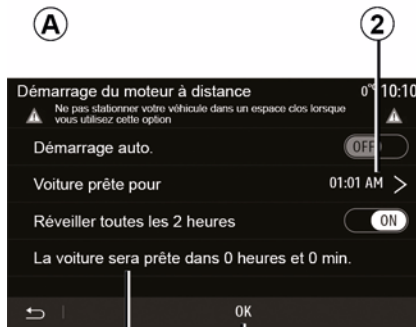 A
2
Démarrage du moteur à distance 0°C 10:10
Ne pas stationner votre véhicule dans un espace clos lorsque
vous utilisez cette option
Démarrage auto. OFF
Voiture prête pour 01:01 AM >
Réveiller toutes les 2 heures ON
La voiture sera prête dans 0 heures et 0 min.
OK